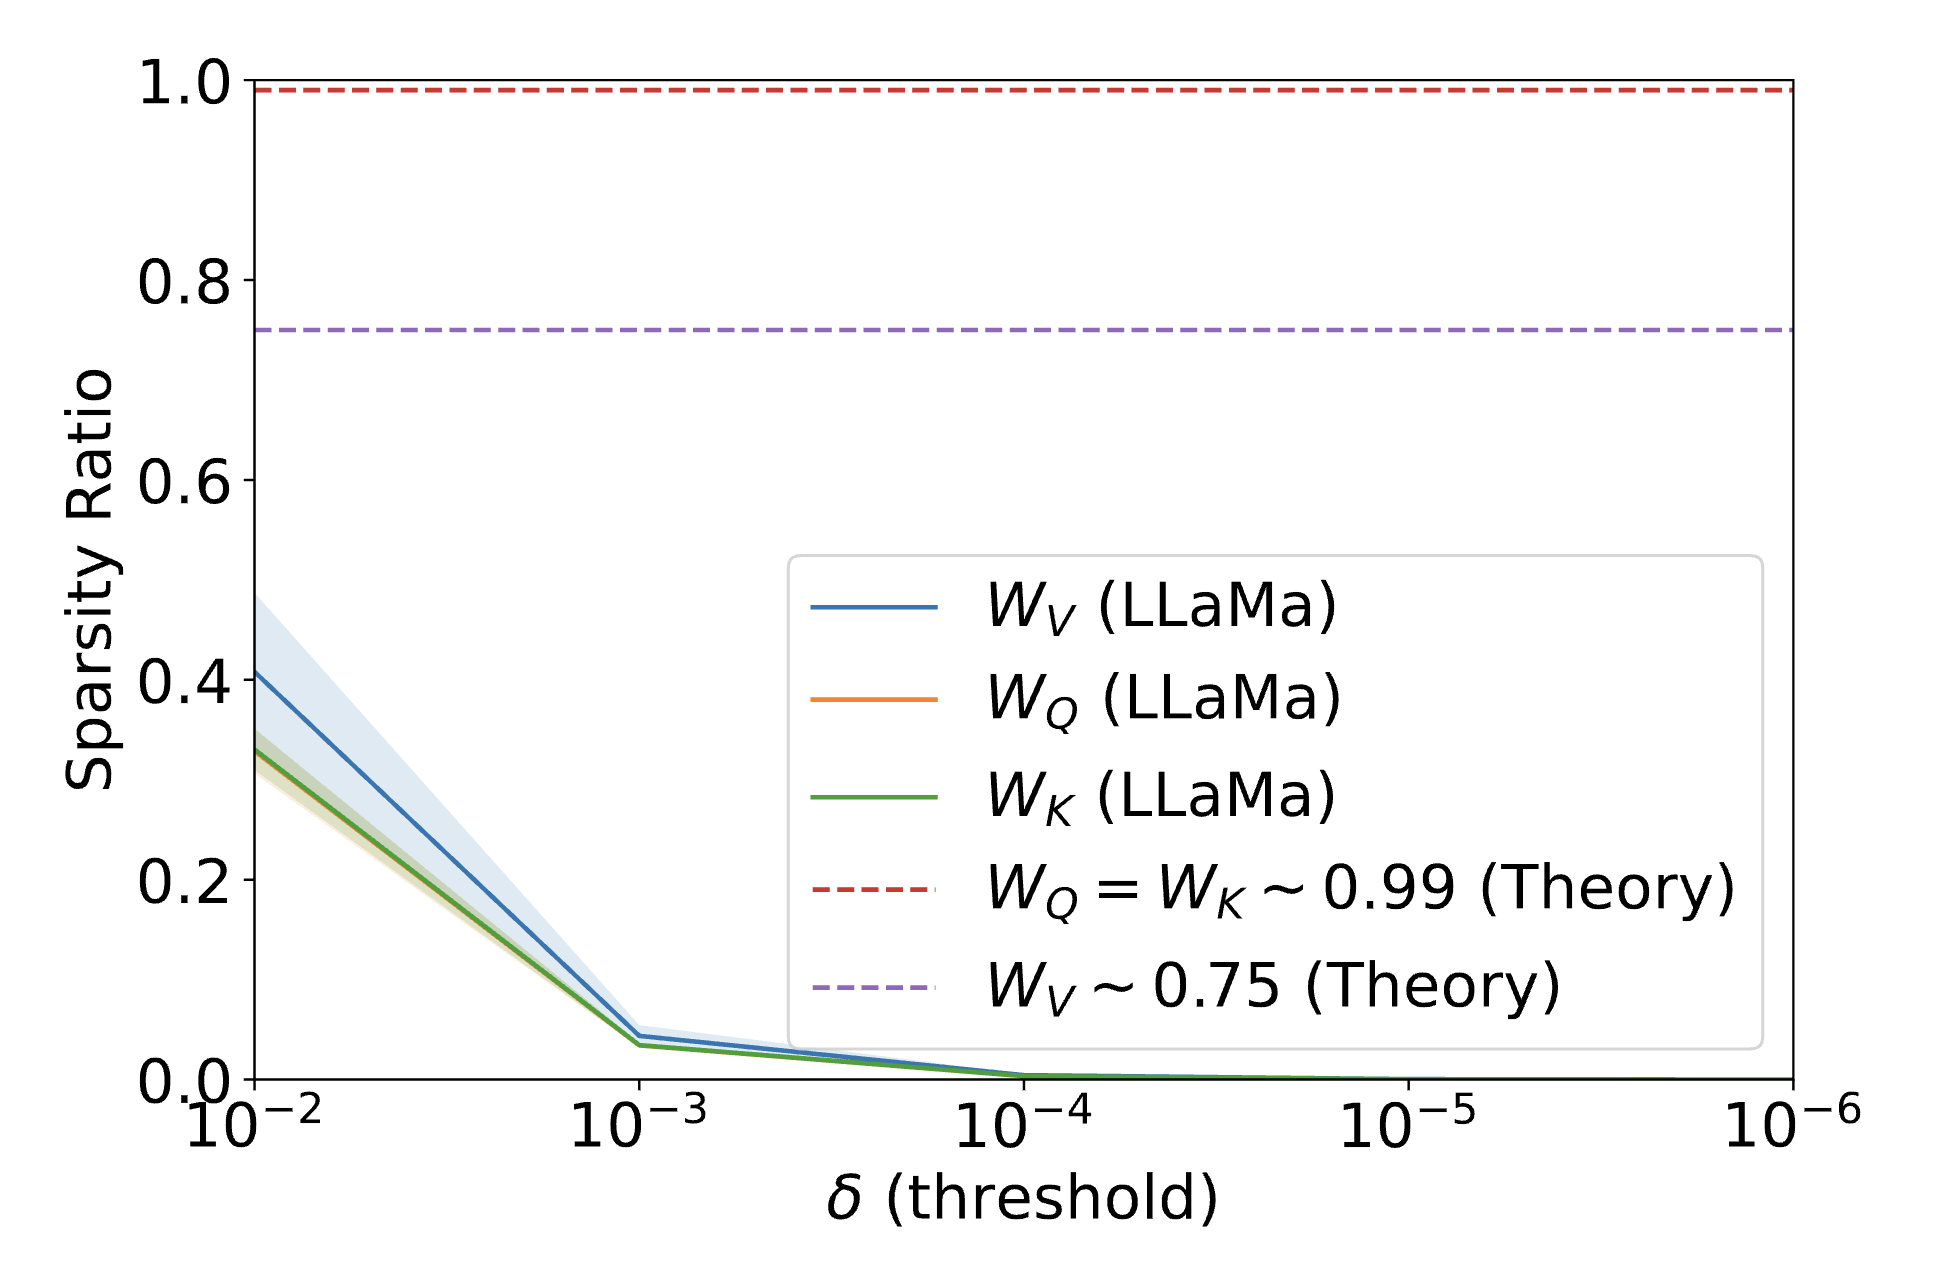 1.0
0.8
0.6
0.4
0.2
0.0
Sparsity Ratio
W_V (LLaMa)
W_Q (LLaMa)
W_K (LLaMa)
W_Q = W_K ~ 0.99 (Theory)
W_V ~ 0.75 (Theory)
10⁻² 10⁻³ 10⁻⁴ 10⁻⁵ 10⁻⁶
δ (threshold)